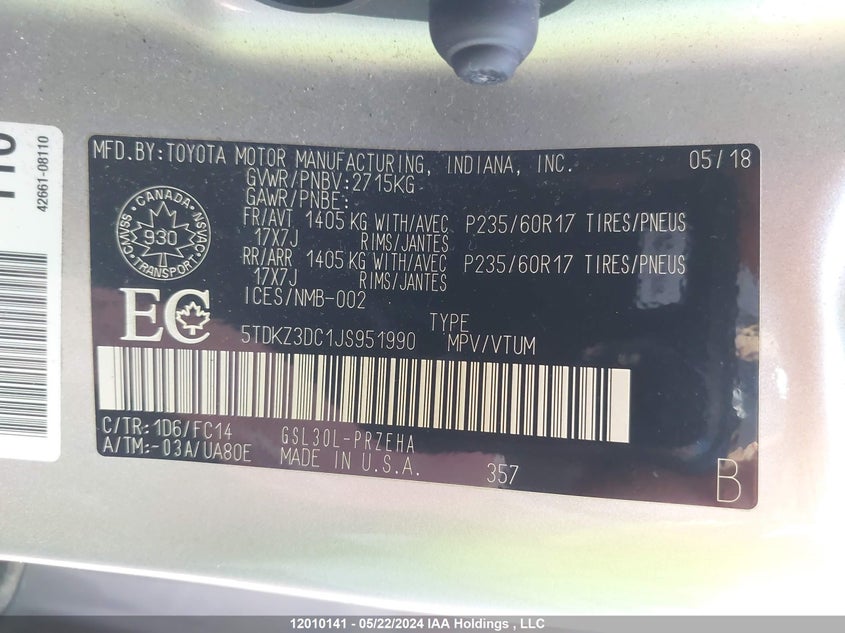 MFD.BY:TOYOTA MOTOR MANUFACTURING, INDIANA, INC. 05/18
GVWR/PNBV:2715KG
GAWR/PNBE:
FR/AVT 1405 KG WITH/AVEC P235/60R17 TIRES/PNEUS
17X7J RIMS/JANTES
RR/ARR 1405 KG WITH/AVEC P235/60R17 TIRES/PNEUS
17X7J RIMS/JANTES
ICES/NMB-002
CANADA
CMVSS NSVAC
930
TRANSPORT
EC
TYPE
5TDKZ3DC1JS951990 MPV/VTUM
C/TR: 1D6/FC14 GSL30L-PRZEHA
A/TM:-03A/UA80E MADE IN U.S.A. 357
B
42661-08110
12010141 - 05/22/2024 IAA Holdings , LLC